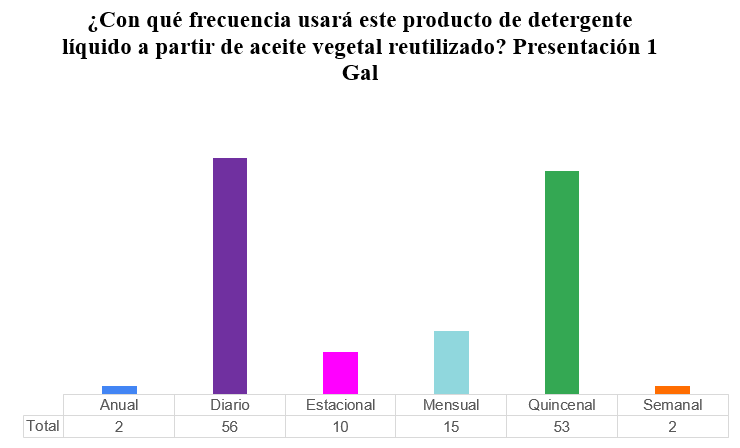 ¿Con qué frecuencia usará este producto de detergente
líquido a partir de aceite vegetal reutilizado? Presentación 1
Gal
Anual Diario Estacional Mensual Quincenal Semanal
Total 2 56 10 15 53 2